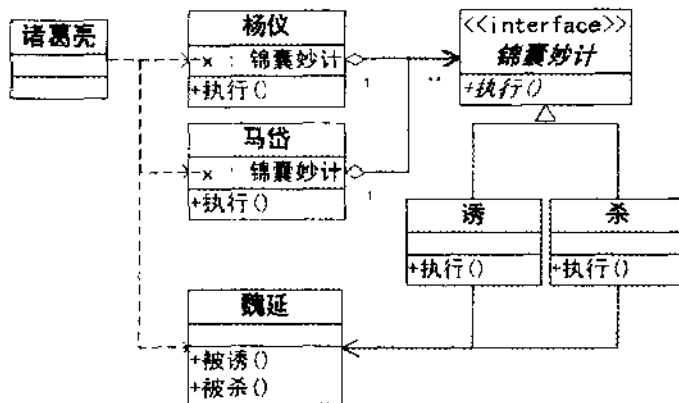 诸葛亮
杨仪
-x : 锦囊妙计
+执行()
1
<<interface>>
锦囊妙计
+执行()
马岱
-x : 锦囊妙计
+执行()
1
诱
+执行()
杀
+执行()
魏延
+被诱()
+被杀()